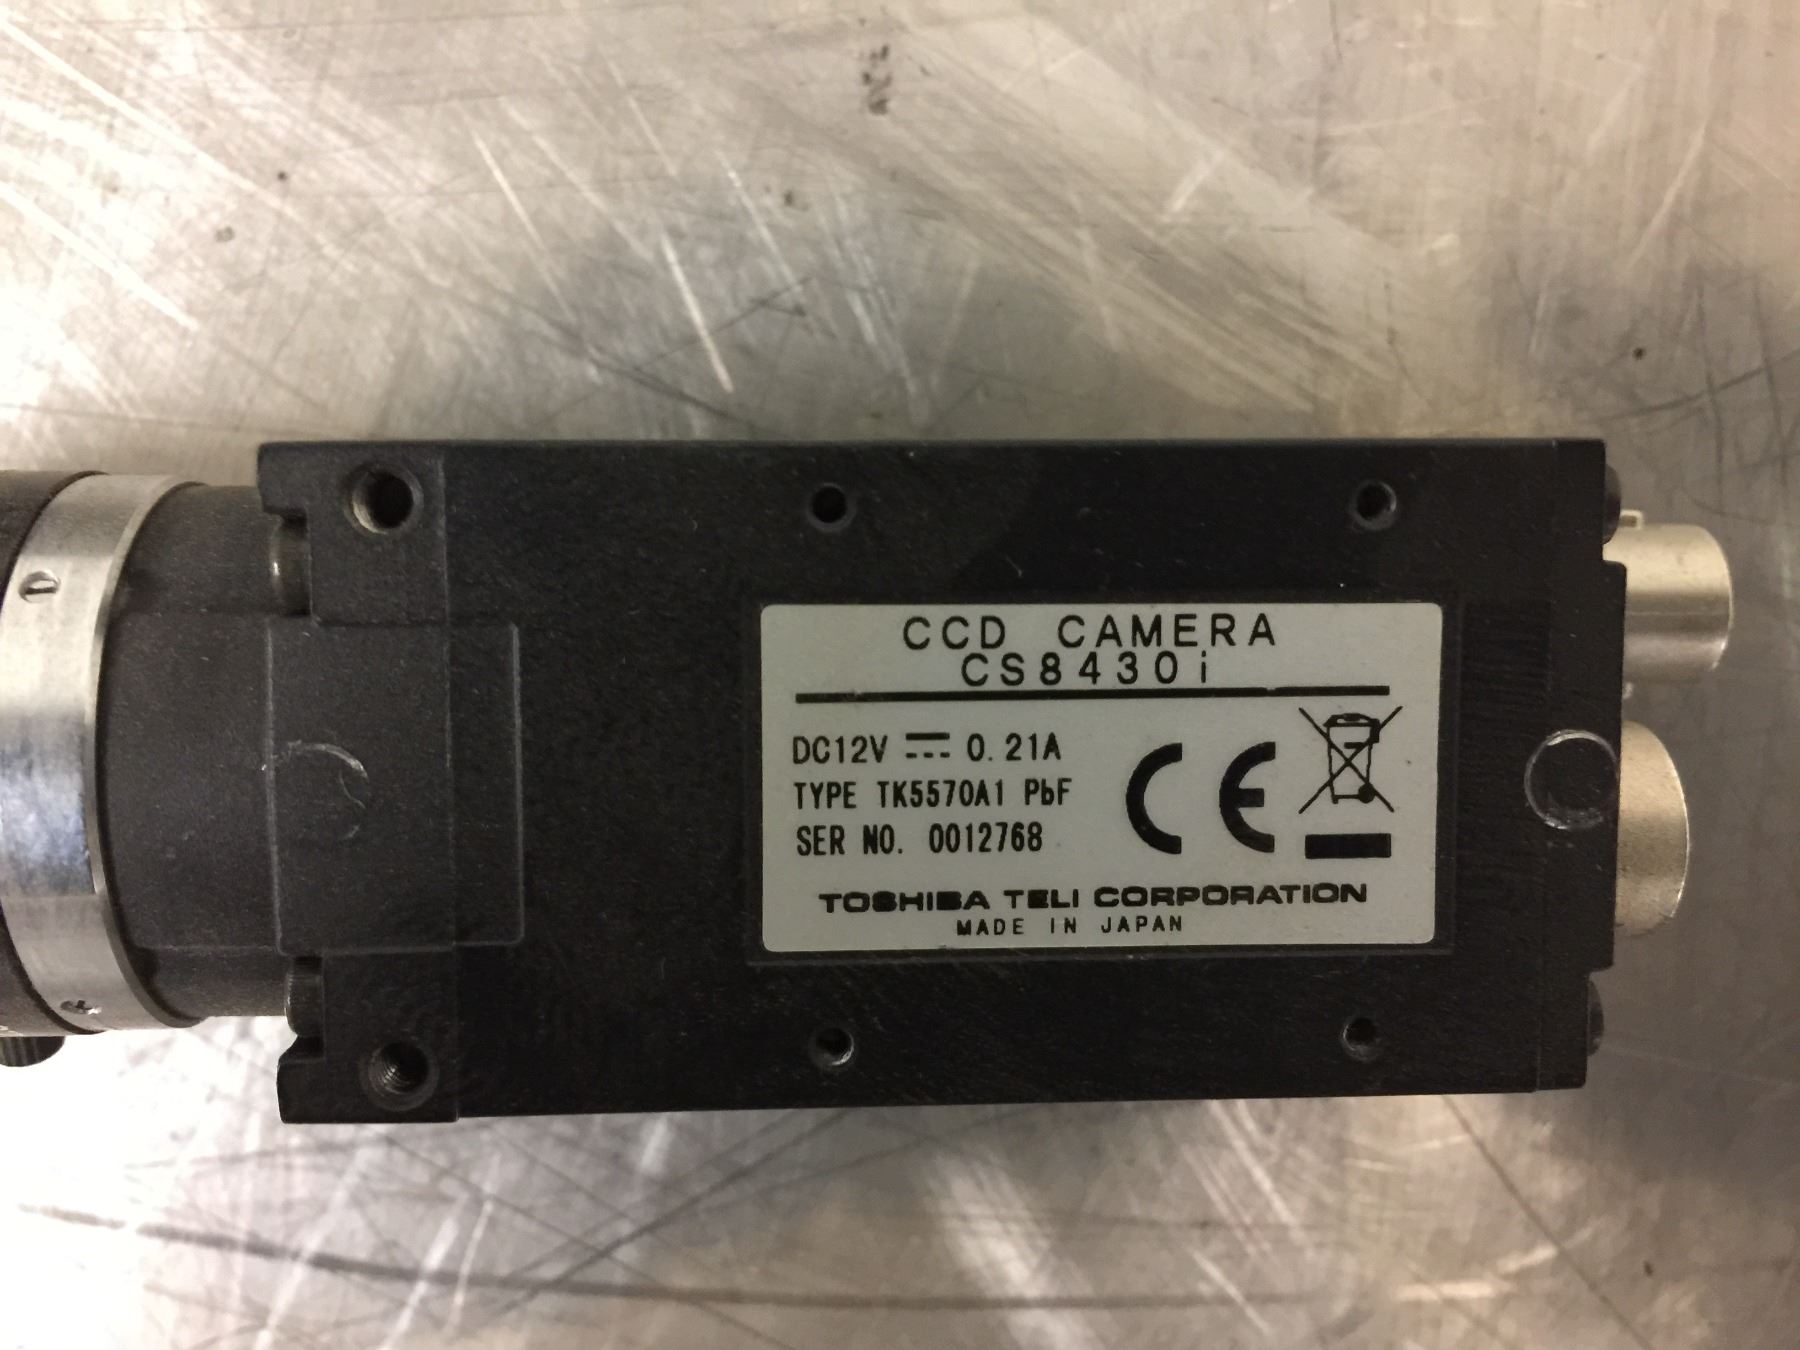 CCD CAMERA
CS8430i
DC12V ⎓ 0.21A
TYPE TK5570A1 PbF
SER NO. 0012768
CE
TOSHIBA TELI CORPORATION
MADE IN JAPAN